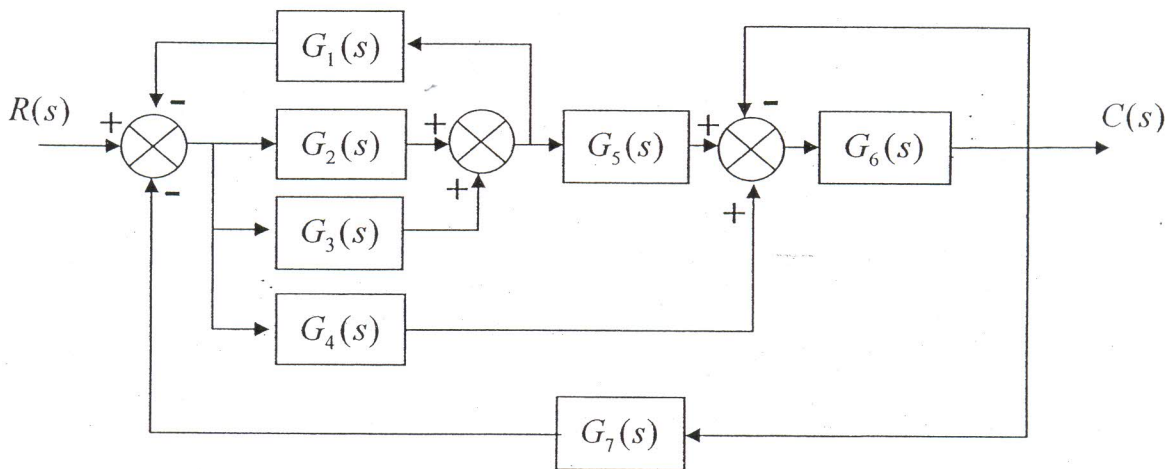 G₁(s)
R(s)
+
-
G₂(s)
+
+
G₅(s)
+
-
G₆(s)
C(s)
-
G₃(s)
+
G₄(s)
G₇(s)